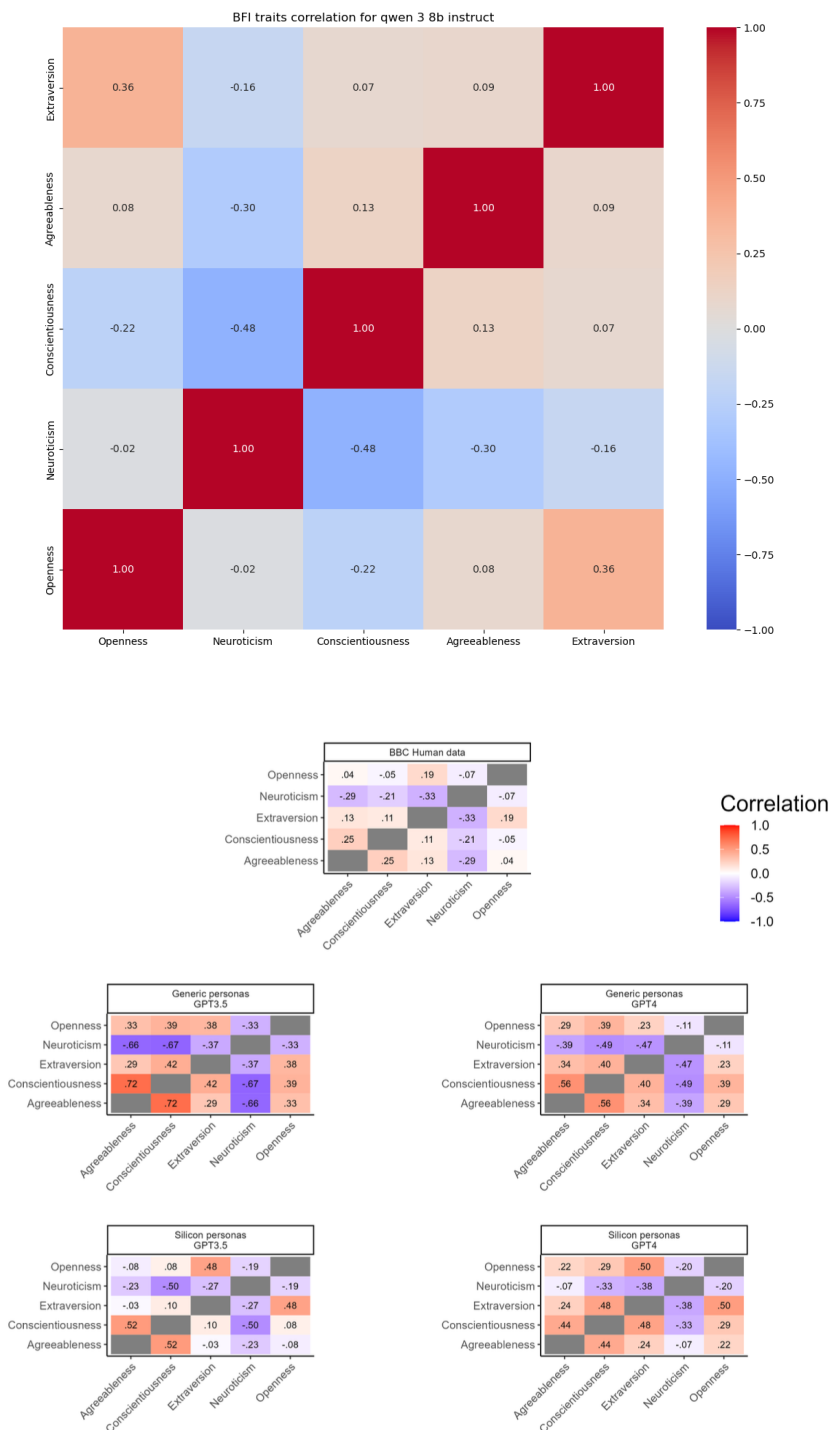 BFI traits correlation for qwen 3 8b instruct
Extraversion 0.36 -0.16 0.07 0.09 1.00
Agreeableness 0.08 -0.30 0.13 1.00 0.09
Conscientiousness -0.22 -0.48 1.00 0.13 0.07
Neuroticism -0.02 1.00 -0.48 -0.30 -0.16
Openness 1.00 -0.02 -0.22 0.08 0.36
Openness Neuroticism Conscientiousness Agreeableness Extraversion
1.00
0.75
0.50
0.25
0.00
−0.25
−0.50
−0.75
−1.00
BBC Human data
Openness .04 -.05 .19 -.07
Neuroticism -.29 -.21 -.33 -.07
Extraversion .13 .11 -.33 .19
Conscientiousness .25 .11 -.21 -.05
Agreeableness .25 .13 -.29 .04
Agreeableness Conscientiousness Extraversion Neuroticism Openness
Correlation
1.0
0.5
0.0
-0.5
-1.0
Generic personas
GPT3.5
Openness .33 .39 .38 -.33
Neuroticism -.66 -.67 -.37 -.33
Extraversion .29 .42 -.37 .38
Conscientiousness .72 .42 -.67 .39
Agreeableness .72 .29 -.66 .33
Agreeableness Conscientiousness Extraversion Neuroticism Openness
Generic personas
GPT4
Openness .29 .39 .23 -.11
Neuroticism -.39 -.49 -.47 -.11
Extraversion .34 .40 -.47 .23
Conscientiousness .56 .40 -.49 .39
Agreeableness .56 .34 -.39 .29
Agreeableness Conscientiousness Extraversion Neuroticism Openness
Silicon personas
GPT3.5
Openness -.08 .08 .48 -.19
Neuroticism -.23 -.50 -.27 -.19
Extraversion -.03 .10 -.27 .48
Conscientiousness .52 .10 -.50 .08
Agreeableness .52 -.03 -.23 -.08
Agreeableness Conscientiousness Extraversion Neuroticism Openness
Silicon personas
GPT4
Openness .22 .29 .50 -.20
Neuroticism -.07 -.33 -.38 -.20
Extraversion .24 .48 -.38 .50
Conscientiousness .44 .48 -.33 .29
Agreeableness .44 .24 -.07 .22
Agreeableness Conscientiousness Extraversion Neuroticism Openness